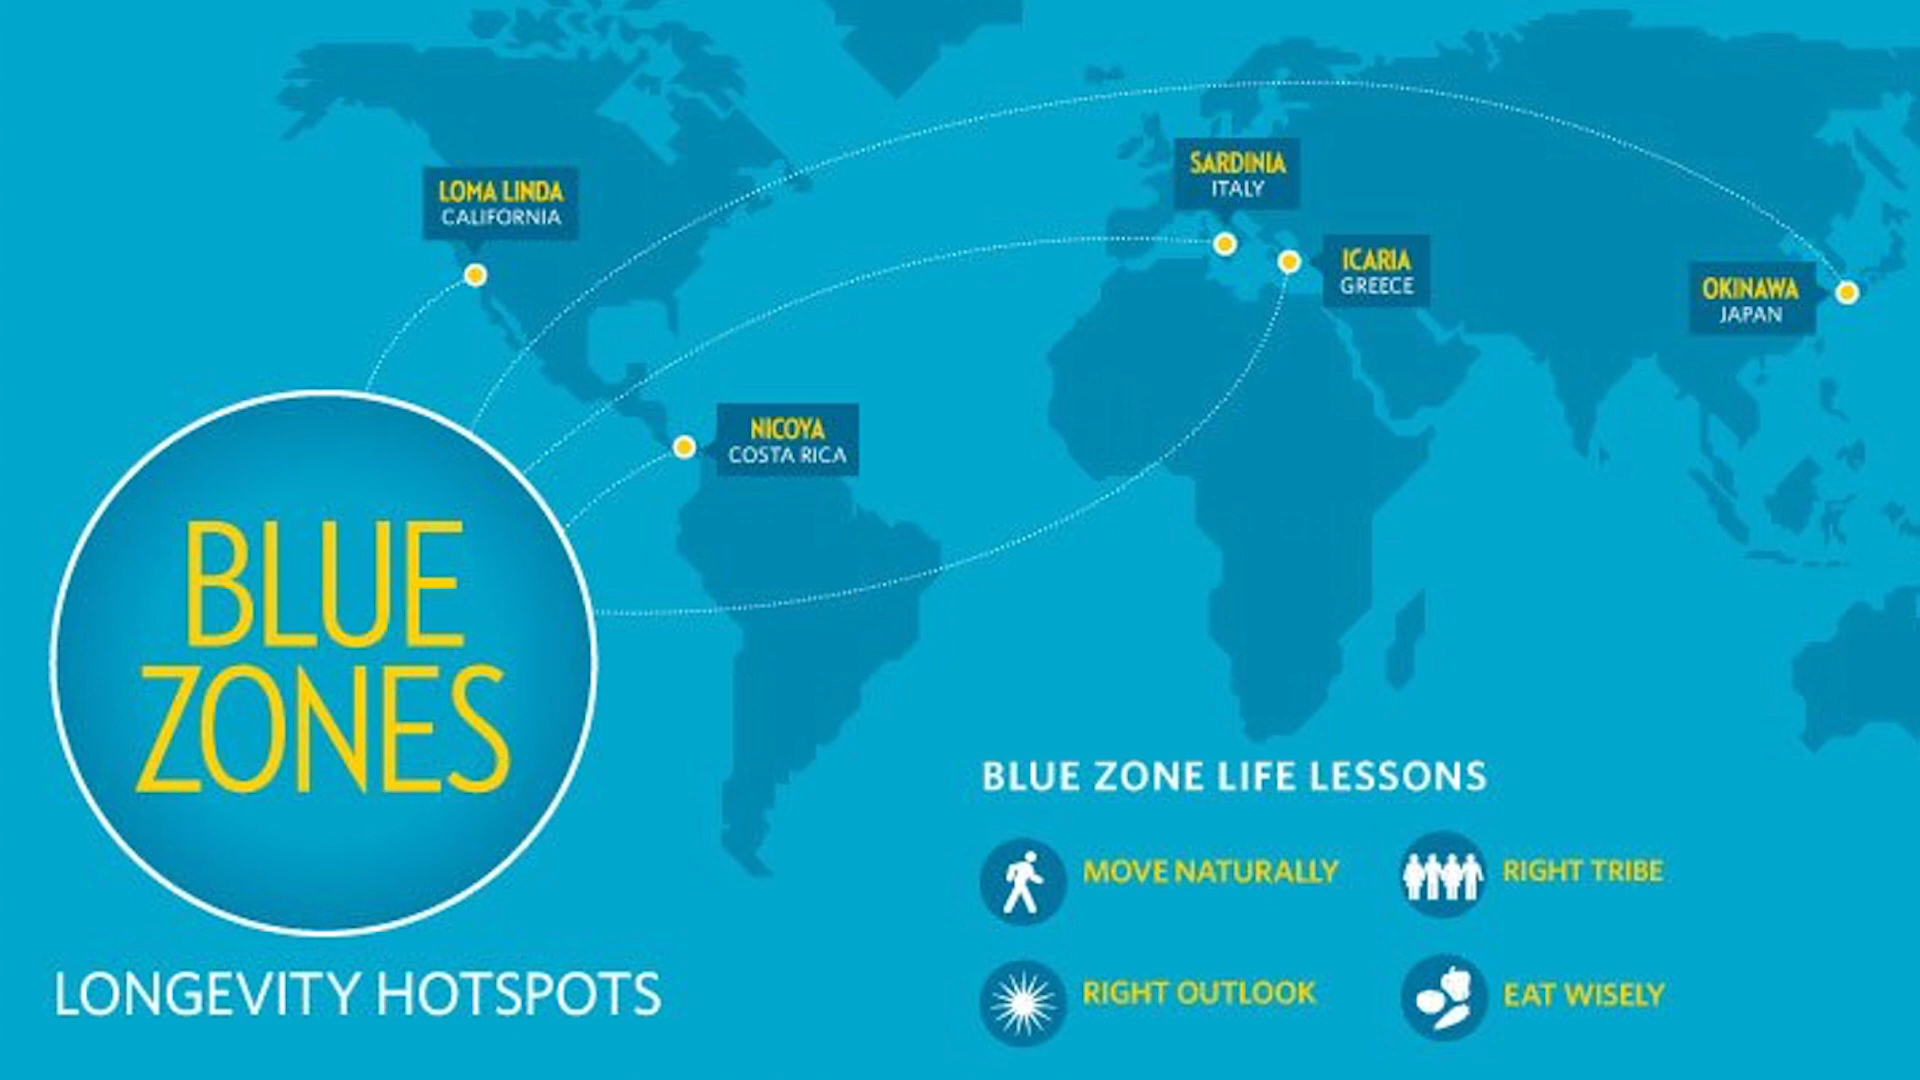 LOMA LINDA
CALIFORNIA
SARDINIA
ITALY
ICARIA
GREECE
OKINAWA
JAPAN
NICOYA
COSTA RICA
BLUE
ZONES
LONGEVITY HOTSPOTS
BLUE ZONE LIFE LESSONS
MOVE NATURALLY
RIGHT TRIBE
RIGHT OUTLOOK
EAT WISELY